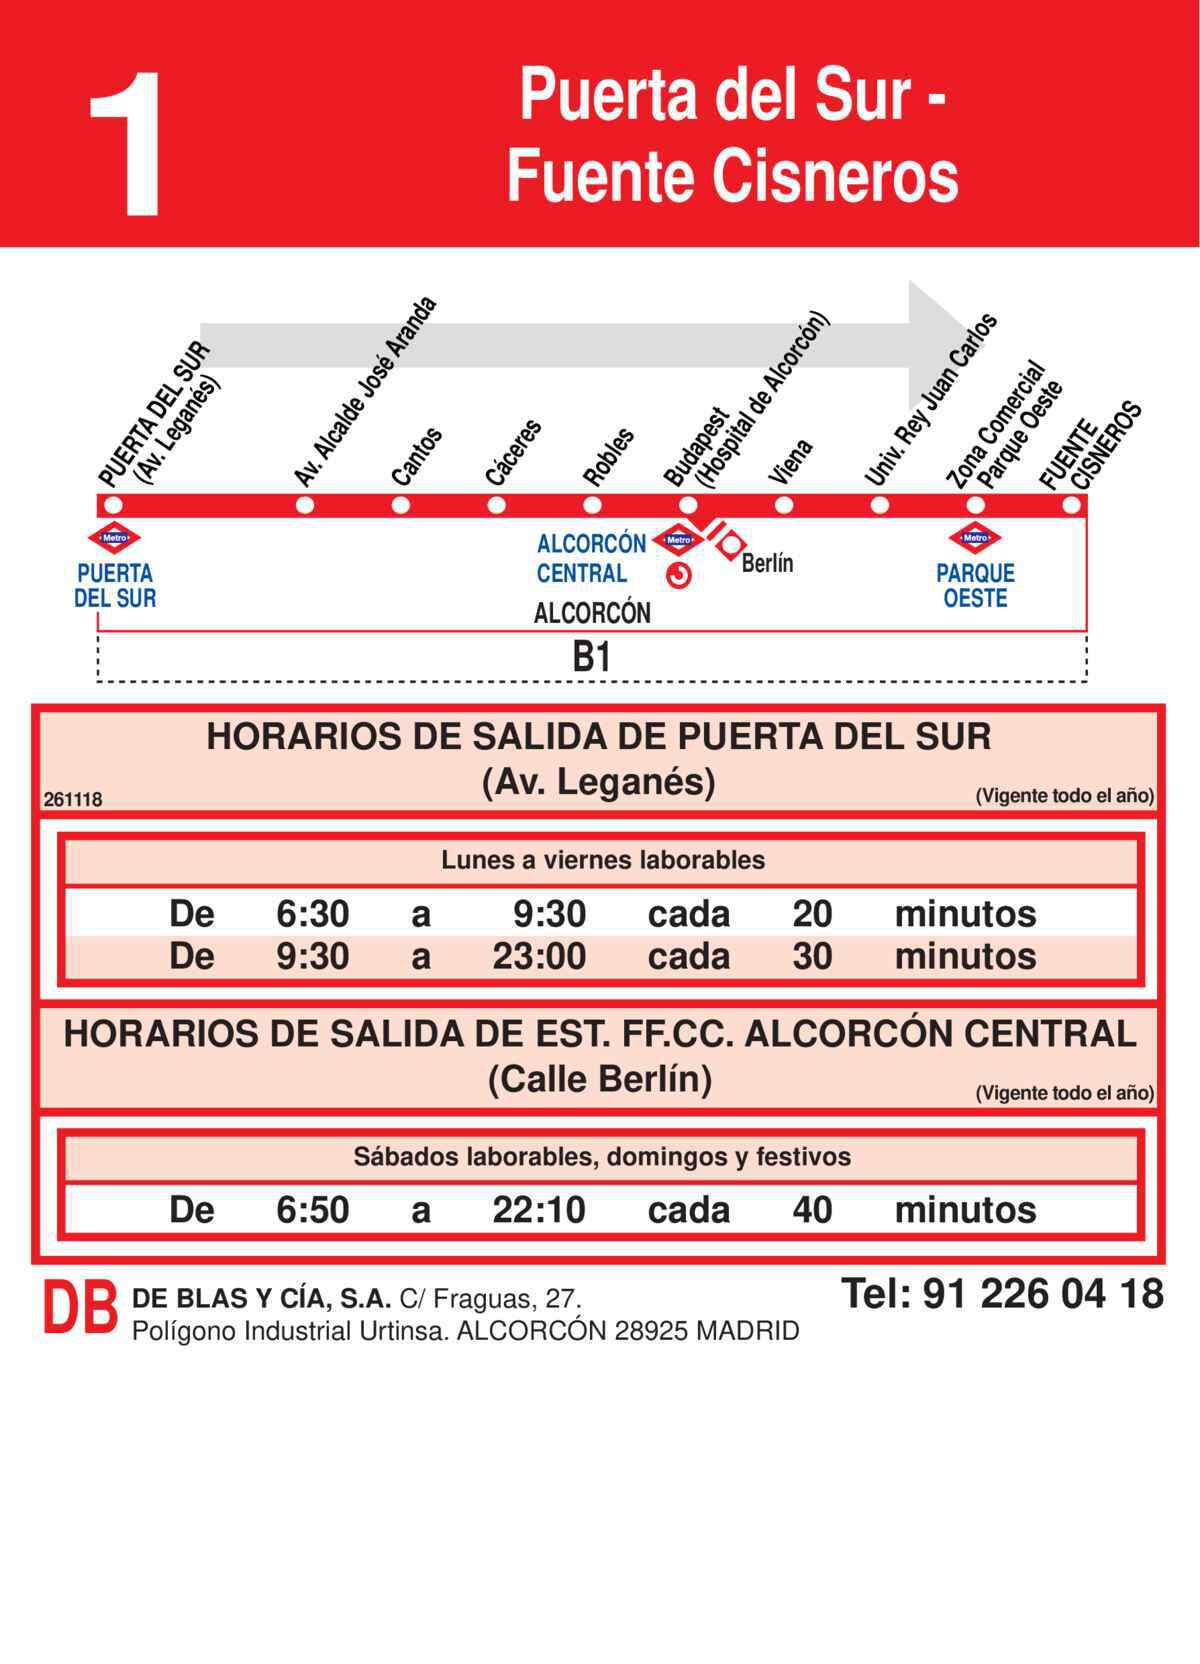 1
Puerta del Sur -
Fuente Cisneros
PUERTA DEL SUR
(Av. Leganés)
Av. Alcalde José Aranda
Cantos
Cáceres
Robles
Budapest
(Hospital de Alcorcón)
Viena
Univ. Rey Juan Carlos
Zona Comercial
Parque Oeste
FUENTE
CISNEROS
Metro
PUERTA
DEL SUR
ALCORCÓN
CENTRAL
Metro
Berlín
Metro
PARQUE
OESTE
ALCORCÓN
B1
HORARIOS DE SALIDA DE PUERTA DEL SUR
(Av. Leganés)
261118
(Vigente todo el año)
Lunes a viernes laborables
De 6:30 a 9:30 cada 20 minutos
De 9:30 a 23:00 cada 30 minutos
HORARIOS DE SALIDA DE EST. FF.CC. ALCORCÓN CENTRAL
(Calle Berlín)
(Vigente todo el año)
Sábados laborables, domingos y festivos
De 6:50 a 22:10 cada 40 minutos
DB
DE BLAS Y CÍA, S.A. C/ Fraguas, 27.
Polígono Industrial Urtinsa. ALCORCÓN 28925 MADRID
Tel: 91 226 04 18